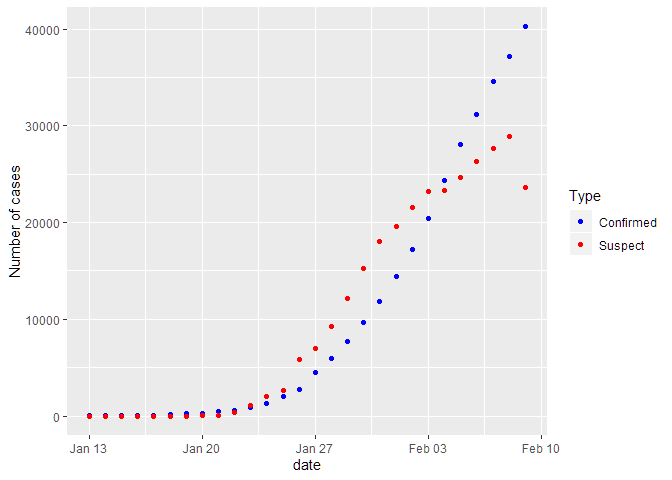 Number of cases
40000
30000
20000
10000
0
Jan 13
Jan 20
Jan 27
Feb 03
Feb 10
date
Type
Confirmed
Suspect